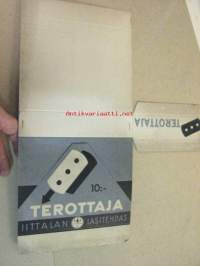 antikvariaatti.net
TEROTTAJA
10:-
TEROTTAJA
IITTALAN LASITEHDAS